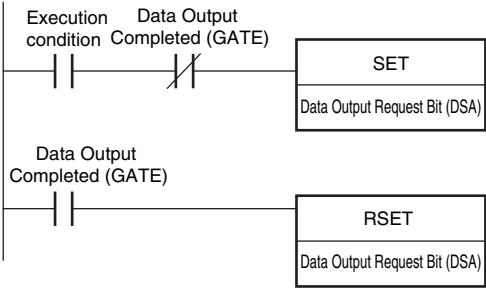 Execution
condition
Data Output
Completed (GATE)
SET
Data Output Request Bit (DSA)
Data Output
Completed (GATE)
RSET
Data Output Request Bit (DSA)